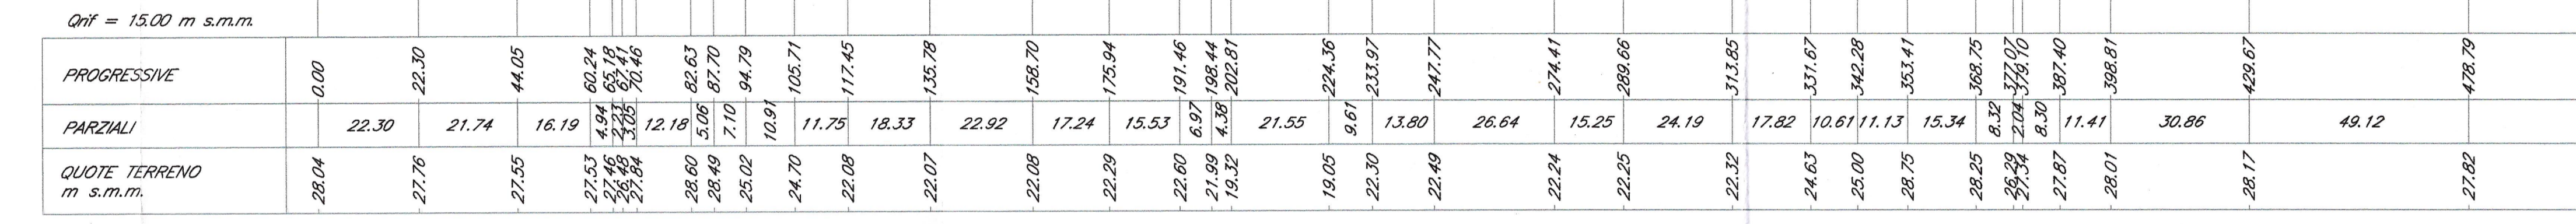 Qrif = 15.00 m s.m.m.
PROGRESSIVE 0.00 22.30 44.05 60.24 65.18 67.41 70.46 82.63 87.70 94.79 105.71 117.45 135.78 158.70 175.94 191.46 198.44 202.81 224.36 233.97 247.77 274.41 289.66 313.85 331.67 342.28 353.41 368.75 377.07 379.10 387.40 398.81 429.67 478.79
PARZIALI 22.30 21.74 16.19 4.94 2.23 3.05 12.18 5.06 7.10 10.91 11.75 18.33 22.92 17.24 15.53 6.97 4.38 21.55 9.61 13.80 26.64 15.25 24.19 17.82 10.61 11.13 15.34 8.32 2.04 8.30 11.41 30.86 49.12
QUOTE TERRENO 28.04 27.76 27.55 27.53 27.46 26.48 27.84 28.60 28.49 25.02 24.70 22.08 22.07 22.08 22.29 22.60 21.99 19.32 19.05 22.30 22.49 22.24 22.25 22.32 24.63 25.00 28.75 28.25 26.29 27.34 27.87 28.01 28.17 27.82
m s.m.m.